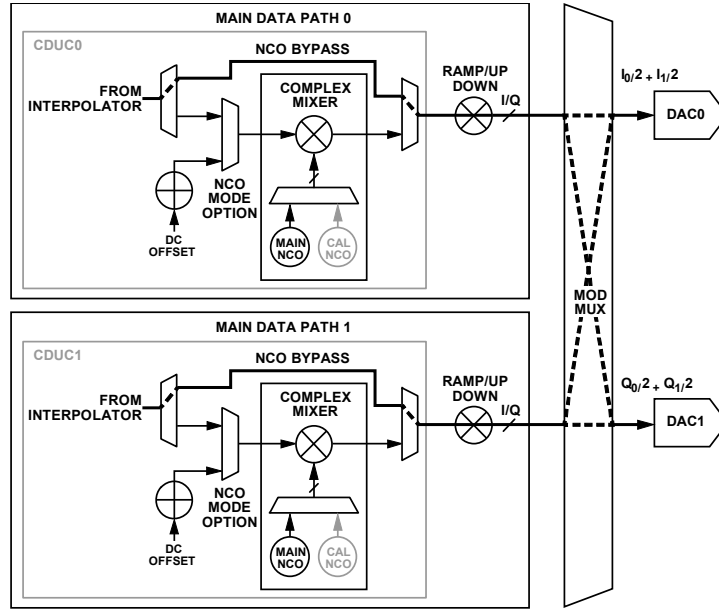 MAIN DATA PATH 0
CDUC0
NCO BYPASS
FROM
INTERPOLATOR
COMPLEX
MIXER
RAMP/UP
DOWN
I/Q
I0/2 + I1/2
DAC0
NCO
MODE
OPTION
DC
OFFSET
MAIN
NCO
CAL
NCO
MOD
MUX
MAIN DATA PATH 1
CDUC1
NCO BYPASS
FROM
INTERPOLATOR
COMPLEX
MIXER
RAMP/UP
DOWN
I/Q
Q0/2 + Q1/2
DAC1
NCO
MODE
OPTION
DC
OFFSET
MAIN
NCO
CAL
NCO